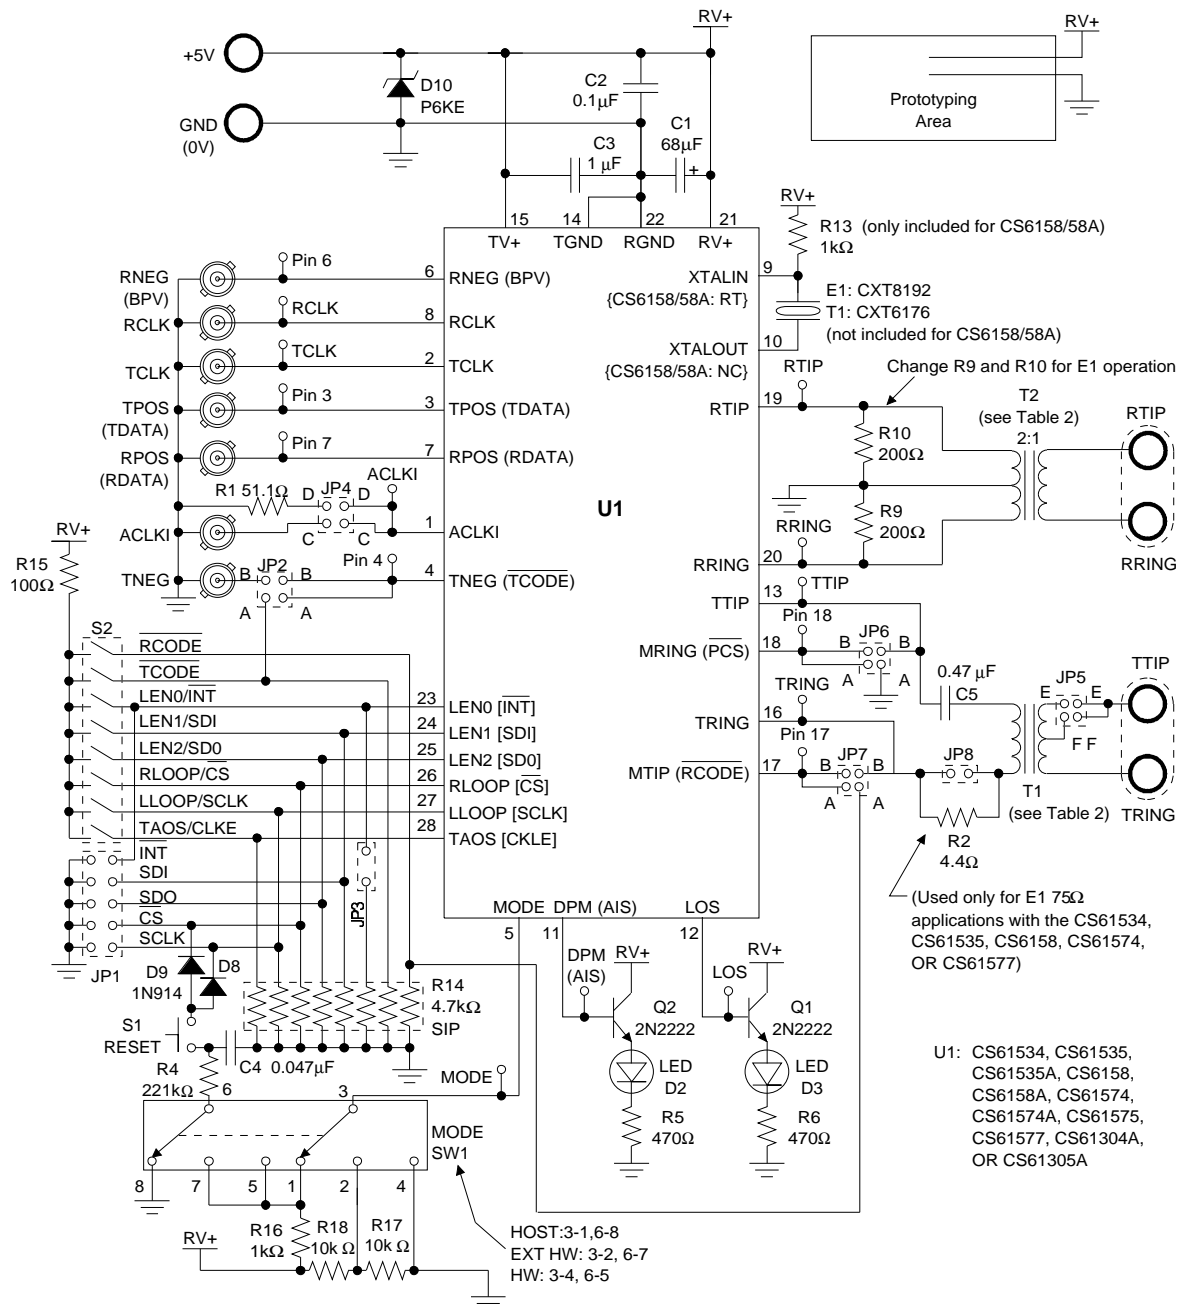 RV+
RV+
+5V
D10
P6KE
C2
0.1μF
Prototyping
Area
GND
(0V)
C3
1 μF
C1
68μF
+
RV+
15
14
22
21
TV+
TGND
RGND
RV+
R13 (only included for CS6158/58A)
1kΩ
RNEG
(BPV)
Pin 6
6
RNEG (BPV)
XTALIN
9
{CS6158/58A: RT}
E1: CXT8192
T1: CXT6176
(not included for CS6158/58A)
RCLK
RCLK
8
RCLK
XTALOUT
10
{CS6158/58A: NC}
TCLK
TCLK
2
TCLK
RTIP
Change R9 and R10 for E1 operation
TPOS
(TDATA)
Pin 3
3
TPOS (TDATA)
RTIP
19
T2
(see Table 2)
2:1
RTIP
RPOS
(RDATA)
Pin 7
7
RPOS (RDATA)
R10
200Ω
R1 51.1Ω
D
JP4
D
ACLKI
U1
R9
200Ω
ACLKI
C
C
1
ACLKI
RRING
RV+
R15
100Ω
TNEG
B
JP2
B
Pin 4
4
TNEG (TCODE)
RRING
20
RRING
A
A
TTIP
TTIP
13
Pin 18
S2
RCODE
MRING (PCS)
18
B
JP6
B
A
A
TCODE
0.47 μF
C5
JP5
E
E
TTIP
LEN0/INT
23
LEN0 [INT]
TRING
LEN1/SDI
24
LEN1 [SDI]
TRING
16
F F
LEN2/SD0
25
LEN2 [SD0]
Pin 17
RLOOP/CS
26
RLOOP [CS]
MTIP (RCODE)
17
B
JP7
B
JP8
A
A
T1
(see Table 2)
TRING
LLOOP/SCLK
27
LLOOP [SCLK]
TAOS/CLKE
28
TAOS [CKLE]
R2
4.4Ω
INT
SDI
SDO
CS
SCLK
JP1
JP3
(Used only for E1 75Ω
applications with the CS61534,
CS61535, CS6158, CS61574,
OR CS61577)
MODE
DPM (AIS)
LOS
5
11
12
DPM
(AIS)
RV+
LOS
RV+
D9
1N914
D8
R14
4.7kΩ
SIP
Q2
2N2222
Q1
2N2222
S1
RESET
C4
0.047μF
R4
221kΩ
6
3
MODE
LED
D2
LED
D3
U1: CS61534, CS61535,
CS61535A, CS6158,
CS6158A, CS61574,
CS61574A, CS61575,
CS61577, CS61304A,
OR CS61305A
MODE
SW1
R5
470Ω
R6
470Ω
8
7
5
1
2
4
RV+
R16
1kΩ
R18
10k Ω
R17
10k Ω
HOST:3-1,6-8
EXT HW: 3-2, 6-7
HW: 3-4, 6-5